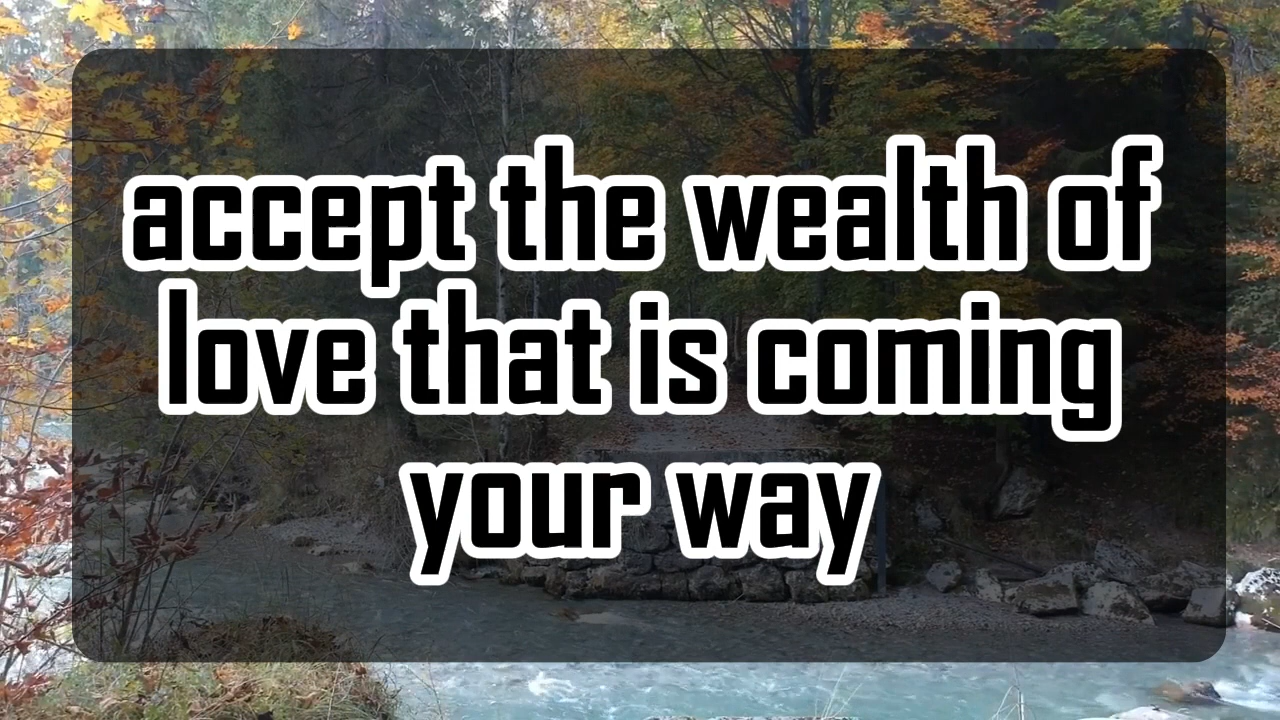 accept the wealth of
love that is coming
your way